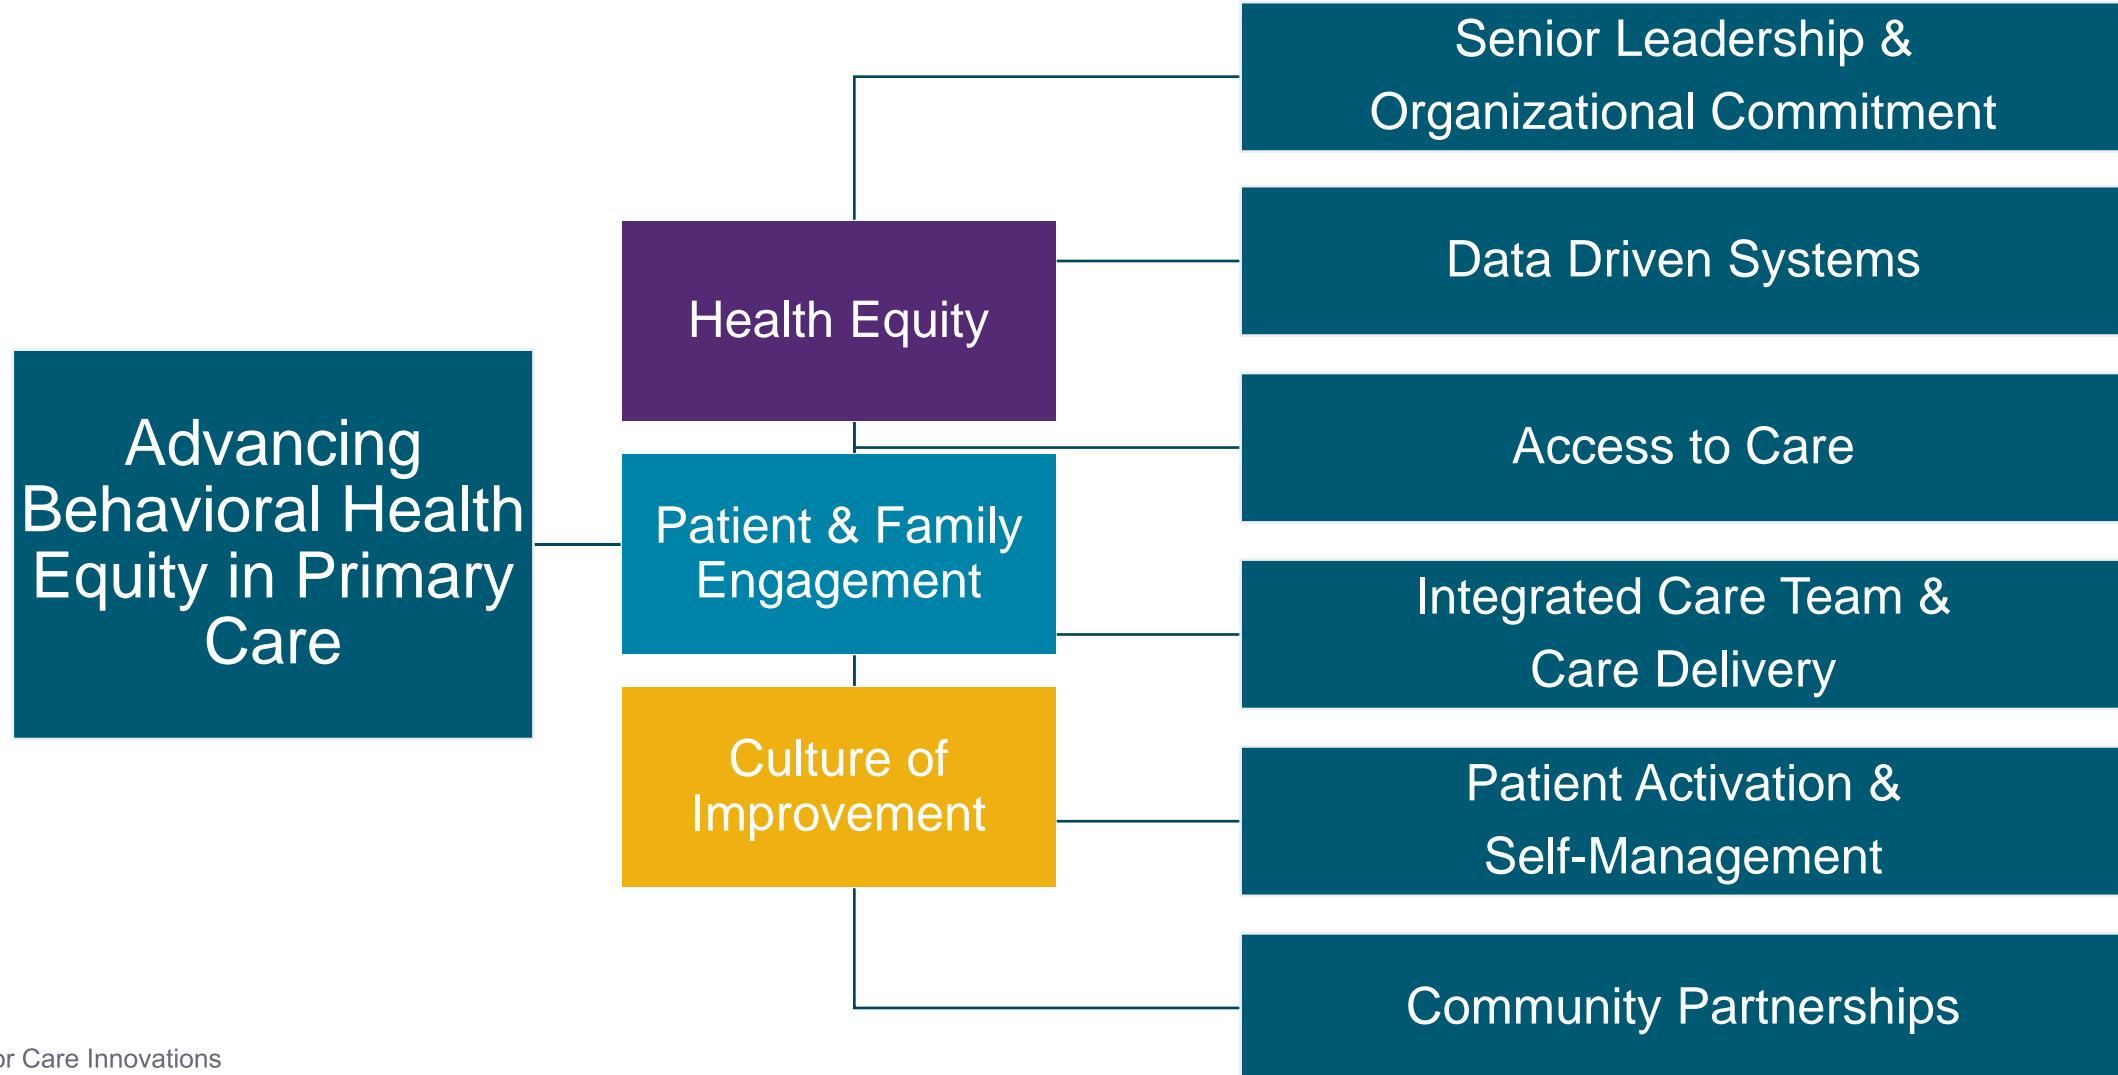 Advancing
Behavioral Health
Equity in Primary
Care
Health Equity
Patient & Family
Engagement
Culture of
Improvement
Senior Leadership &
Organizational Commitment
Data Driven Systems
Access to Care
Integrated Care Team &
Care Delivery
Patient Activation &
Self-Management
Community Partnerships
Care Innovations